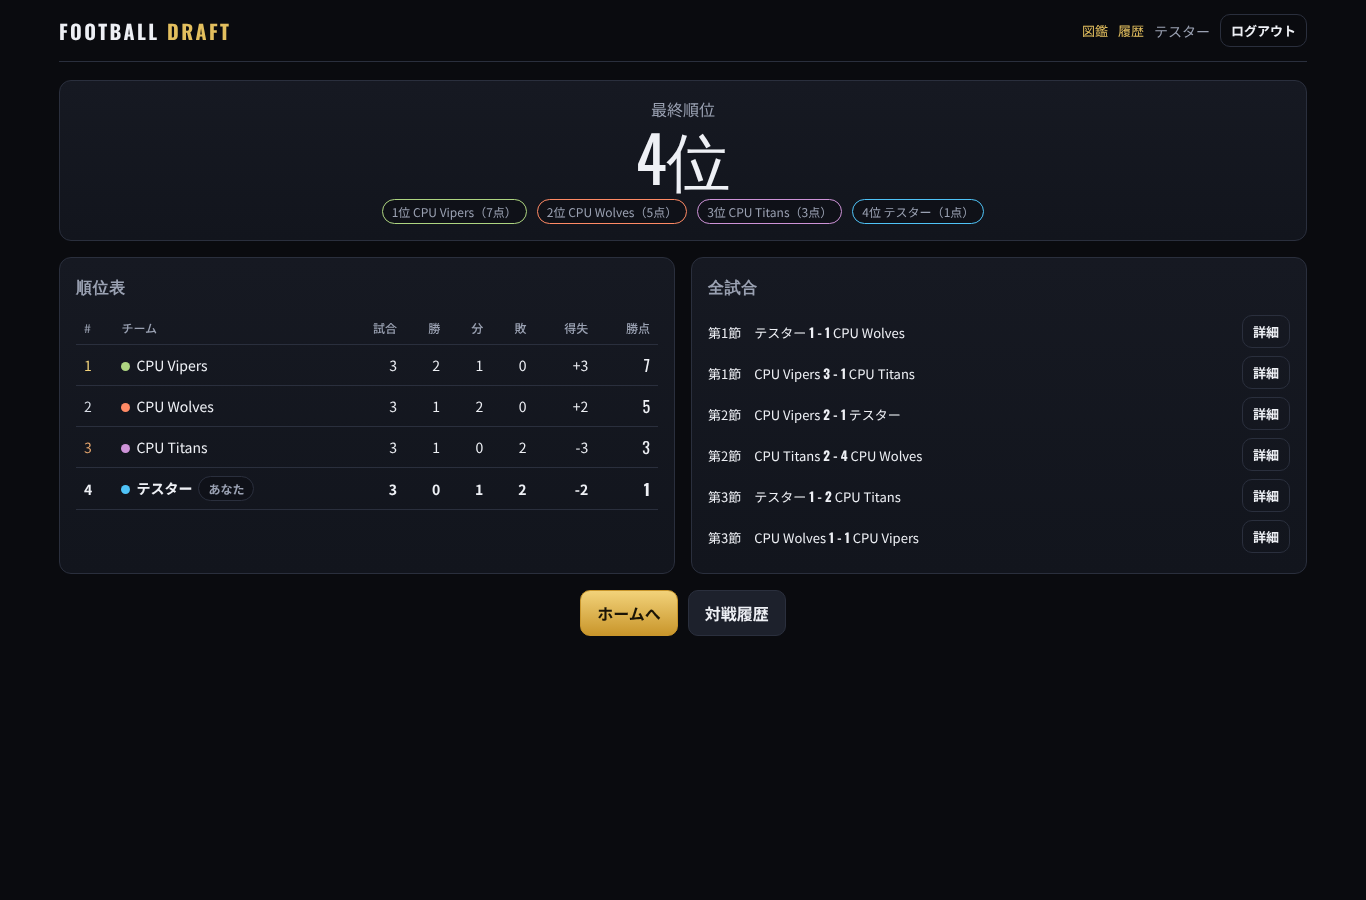 FOOTBALL DRAFT
図鑑 履歴 テスター ログアウト
最終順位
4位
1位 CPU Vipers（7点） 2位 CPU Wolves（5点） 3位 CPU Titans（3点） 4位 テスター（1点）
順位表
# チーム 試合 勝 分 敗 得失 勝点
1 CPU Vipers 3 2 1 0 +3 7
2 CPU Wolves 3 1 2 0 +2 5
3 CPU Titans 3 1 0 2 -3 3
4 テスター あなた 3 0 1 2 -2 1
全試合
第1節 テスター 1 - 1 CPU Wolves 詳細
第1節 CPU Vipers 3 - 1 CPU Titans 詳細
第2節 CPU Vipers 2 - 1 テスター 詳細
第2節 CPU Titans 2 - 4 CPU Wolves 詳細
第3節 テスター 1 - 2 CPU Titans 詳細
第3節 CPU Wolves 1 - 1 CPU Vipers 詳細
ホームへ 対戦履歴